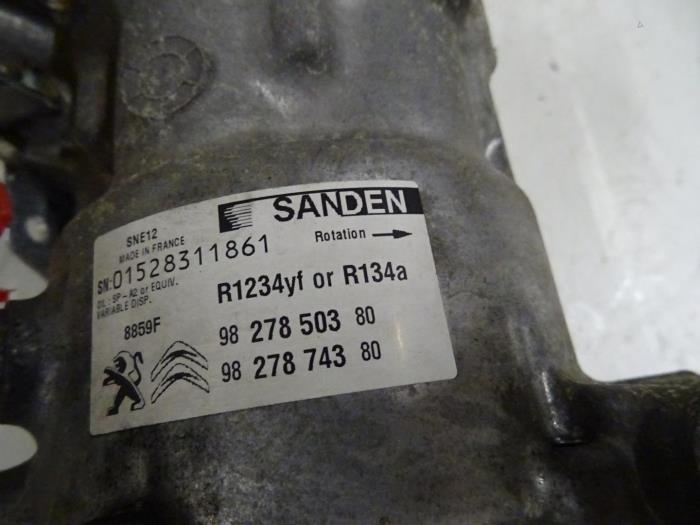 SANDEN
SNE12
MADE IN FRANCE
Rotation
SN:01528311861
OIL: SP-A2 or EQUIV.
VARIABLE DISP.
R1234yf or R134a
8859F
98 278 503 80
98 278 743 80